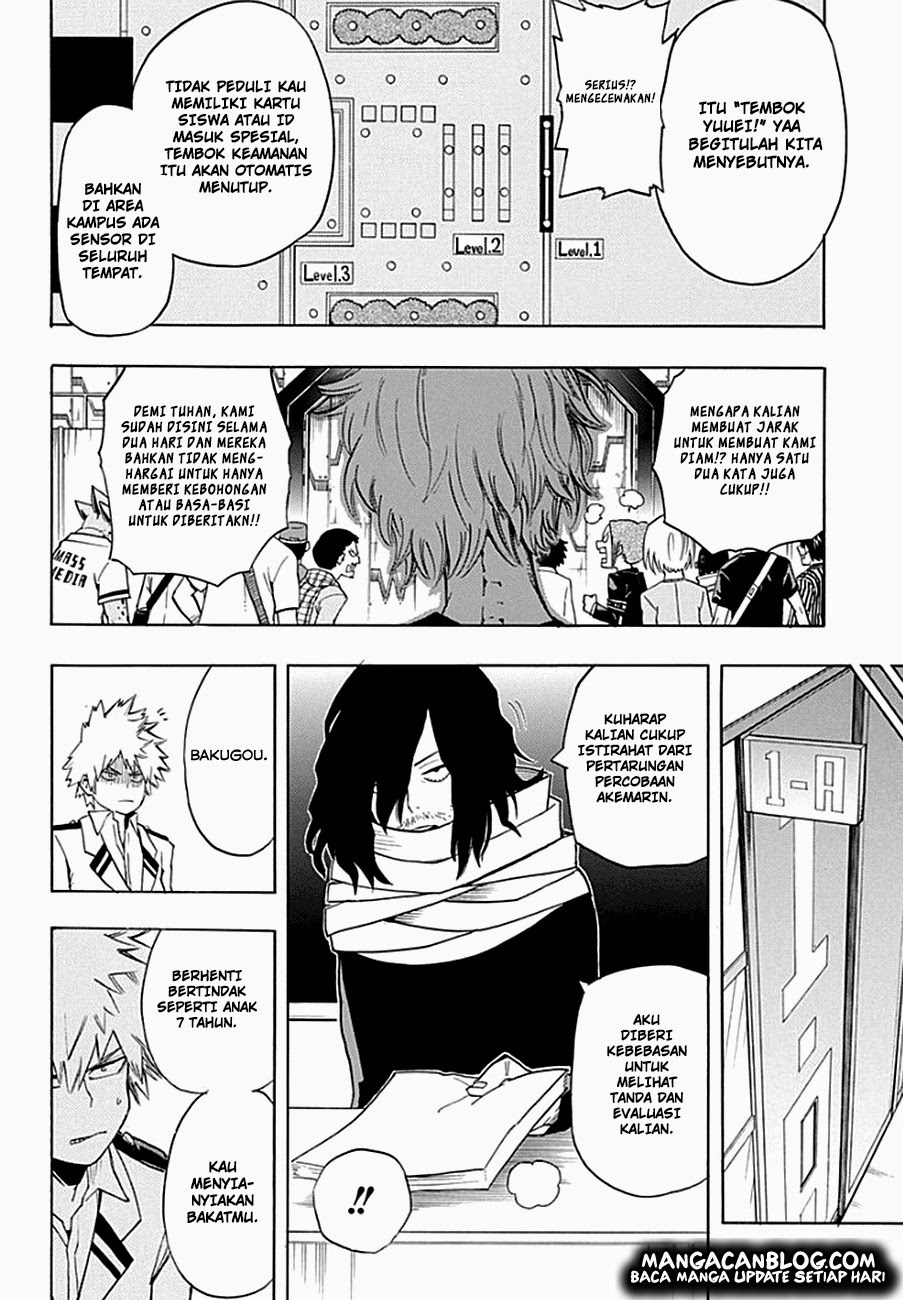 ITU "TEMBOK
YUUEI!" YAA
BEGITULAH KITA
MENYEBUTNYA.
SERIUS!?
MENGECEWAKAN!
TIDAK PEDULI KAU
MEMILIKI KARTU
SISWA ATAU ID
MASUK SPESIAL,
TEMBOK KEAMANAN
ITU AKAN OTOMATIS
MENUTUP.
BAHKAN
DI AREA
KAMPUS ADA
SENSOR DI
SELURUH
TEMPAT.
Level.1
Level.2
Level.3
MENGAPA KALIAN
MEMBUAT JARAK
UNTUK MEMBUAT KAMI
DIAM!? HANYA SATU
DUA KATA JUGA
CUKUP!!
DEMI TUHAN, KAMI
SUDAH DISINI SELAMA
DUA HARI DAN MEREKA
BAHKAN TIDAK MENG-
HARGAI UNTUK HANYA
MEMBERI KEBOHONGAN
ATAU BASA-BASI
UNTUK DIBERITAKN!!
MASS
MEDIA
1-A
KUHARAP
KALIAN CUKUP
ISTIRAHAT DARI
PERTARUNGAN
PERCOBAAN
AKEMARIN.
AKU
DIBERI
KEBEBASAN
UNTUK
MELIHAT
TANDA DAN
EVALUASI
KALIAN.
!!
BAKUGOU.
BERHENTI
BERTINDAK
SEPERTI ANAK
7 TAHUN.
KAU
MENYIA-
NYIAKAN
BAKATMU.
MANGACANBLOG.COM
BACA MANGA UPDATE SETIAP HARI